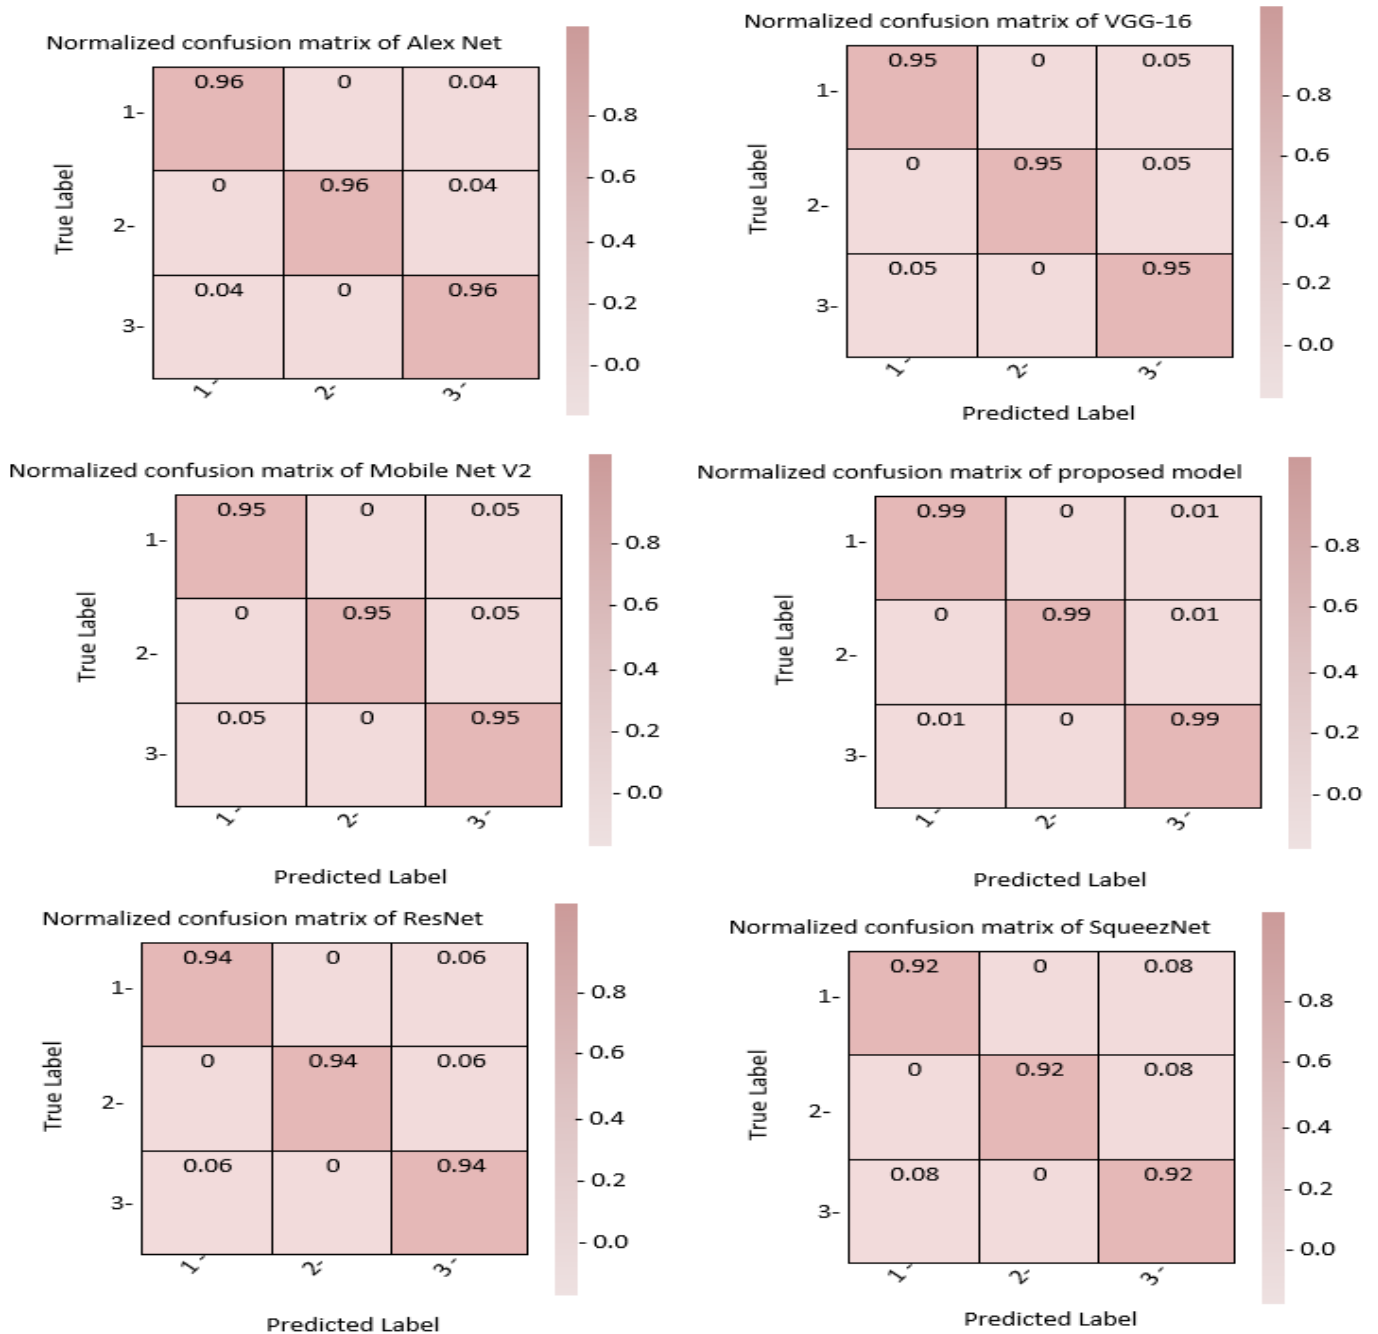 Normalized confusion matrix of Alex Net
0.96 0 0.04
0 0.96 0.04
0.04 0 0.96
1-
2-
3-
True Label
1-
2-
3-
- 0.8
- 0.6
- 0.4
- 0.2
- 0.0
Normalized confusion matrix of VGG-16
0.95 0 0.05
0 0.95 0.05
0.05 0 0.95
1-
2-
3-
True Label
1-
2-
3-
Predicted Label
- 0.8
- 0.6
- 0.4
- 0.2
- 0.0
Normalized confusion matrix of Mobile Net V2
0.95 0 0.05
0 0.95 0.05
0.05 0 0.95
1-
2-
3-
True Label
1-
2-
3-
Predicted Label
- 0.8
- 0.6
- 0.4
- 0.2
- 0.0
Normalized confusion matrix of proposed model
0.99 0 0.01
0 0.99 0.01
0.01 0 0.99
1-
2-
3-
True Label
1-
2-
3-
Predicted Label
- 0.8
- 0.6
- 0.4
- 0.2
- 0.0
Normalized confusion matrix of ResNet
0.94 0 0.06
0 0.94 0.06
0.06 0 0.94
1-
2-
3-
True Label
1-
2-
3-
Predicted Label
- 0.8
- 0.6
- 0.4
- 0.2
- 0.0
Normalized confusion matrix of SqueezNet
0.92 0 0.08
0 0.92 0.08
0.08 0 0.92
1-
2-
3-
True Label
1-
2-
3-
Predicted Label
- 0.8
- 0.6
- 0.4
- 0.2
- 0.0